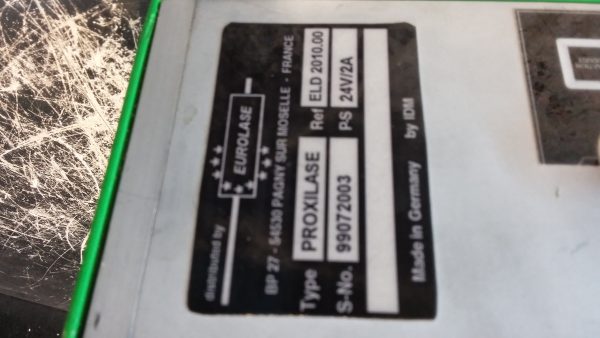 distributed by
EUROLASE
BP 27 - 54530 PAGNY SUR MOSELLE - FRANCE
Type PROXILASE Ref ELD 2010.00
S-No. 99072003 PS 24V/2A
Made in Germany by IDM